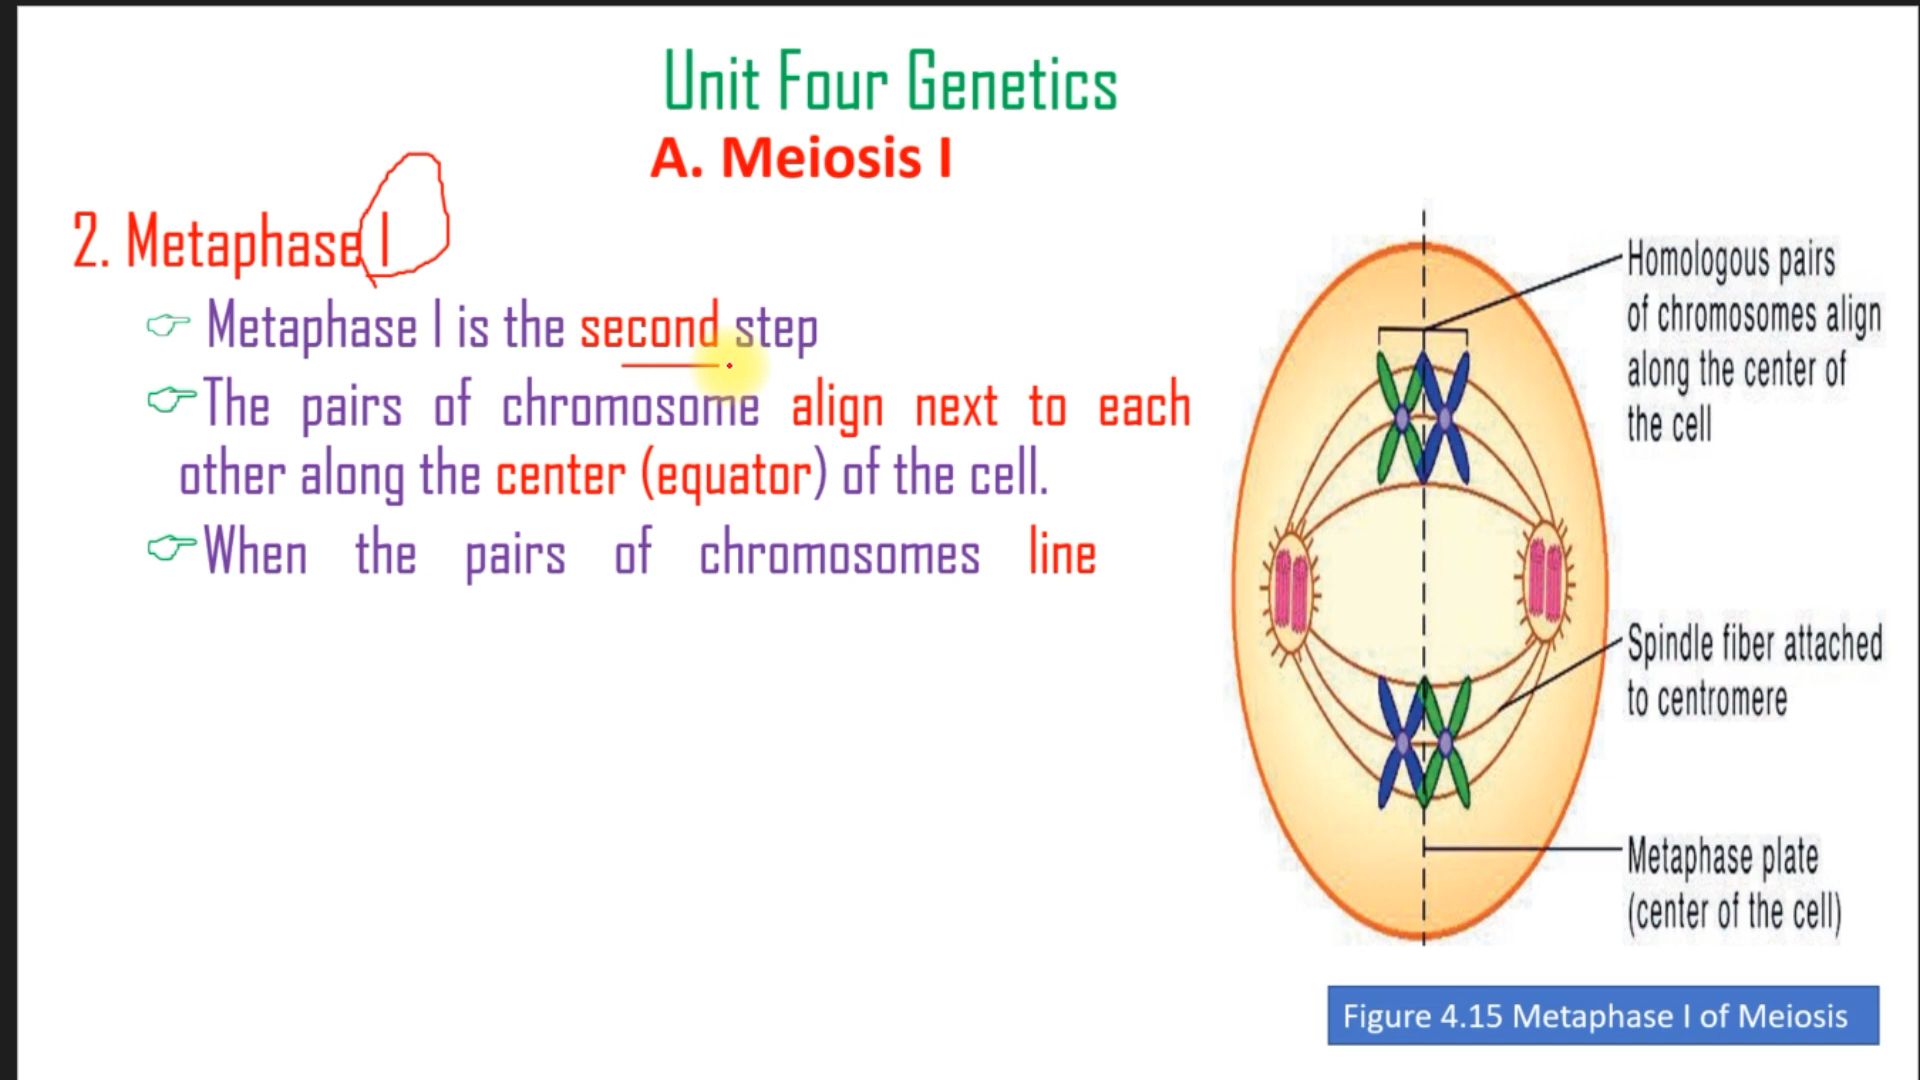 Unit Four Genetics
A. Meiosis I
2. Metaphase I
Metaphase I is the second step
The pairs of chromosome align next to each
other along the center (equator) of the cell.
When the pairs of chromosomes line
Homologous pairs
of chromosomes align
along the center of
the cell
Spindle fiber attached
to centromere
Metaphase plate
(center of the cell)
Figure 4.15 Metaphase I of Meiosis